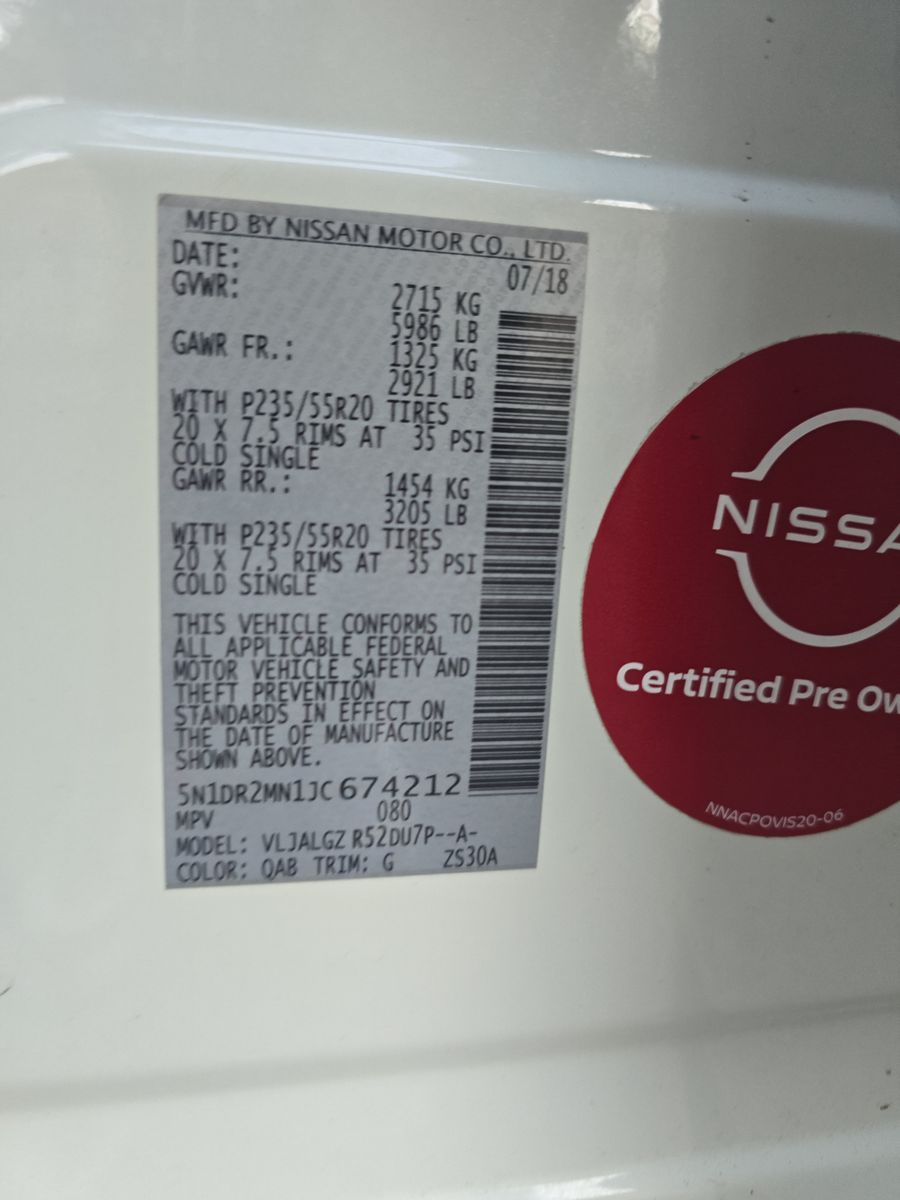 MFD BY NISSAN MOTOR CO., LTD.
DATE: 07/18
GVWR: 2715 KG
5986 LB
GAWR FR.: 1325 KG
2921 LB
WITH P235/55R20 TIRES
20 X 7.5 RIMS AT 35 PSI
COLD SINGLE
GAWR RR.: 1454 KG
3205 LB
WITH P235/55R20 TIRES
20 X 7.5 RIMS AT 35 PSI
COLD SINGLE
THIS VEHICLE CONFORMS TO
ALL APPLICABLE FEDERAL
MOTOR VEHICLE SAFETY AND
THEFT PREVENTION
STANDARDS IN EFFECT ON
THE DATE OF MANUFACTURE
SHOWN ABOVE.
5N1DR2MN1JC674212
MPV 080
MODEL: VLJALGZ R52DU7P--A-
COLOR: QAB TRIM: G ZS30A
NISSA
Certified Pre Ow
NNACPOVIS20-06